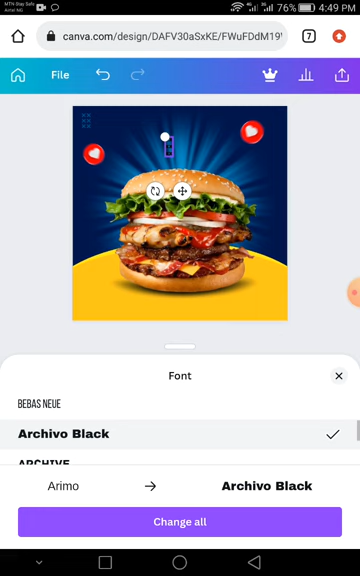 MTN-Stay Safe
Airtel NG
76% 4:49 PM
canva.com/design/DAFV30aSxKE/FWuFDdM19
7
File
Font
BEBAS NEUE
Archivo Black
ARCHIVE
Arimo → Archivo Black
Change all